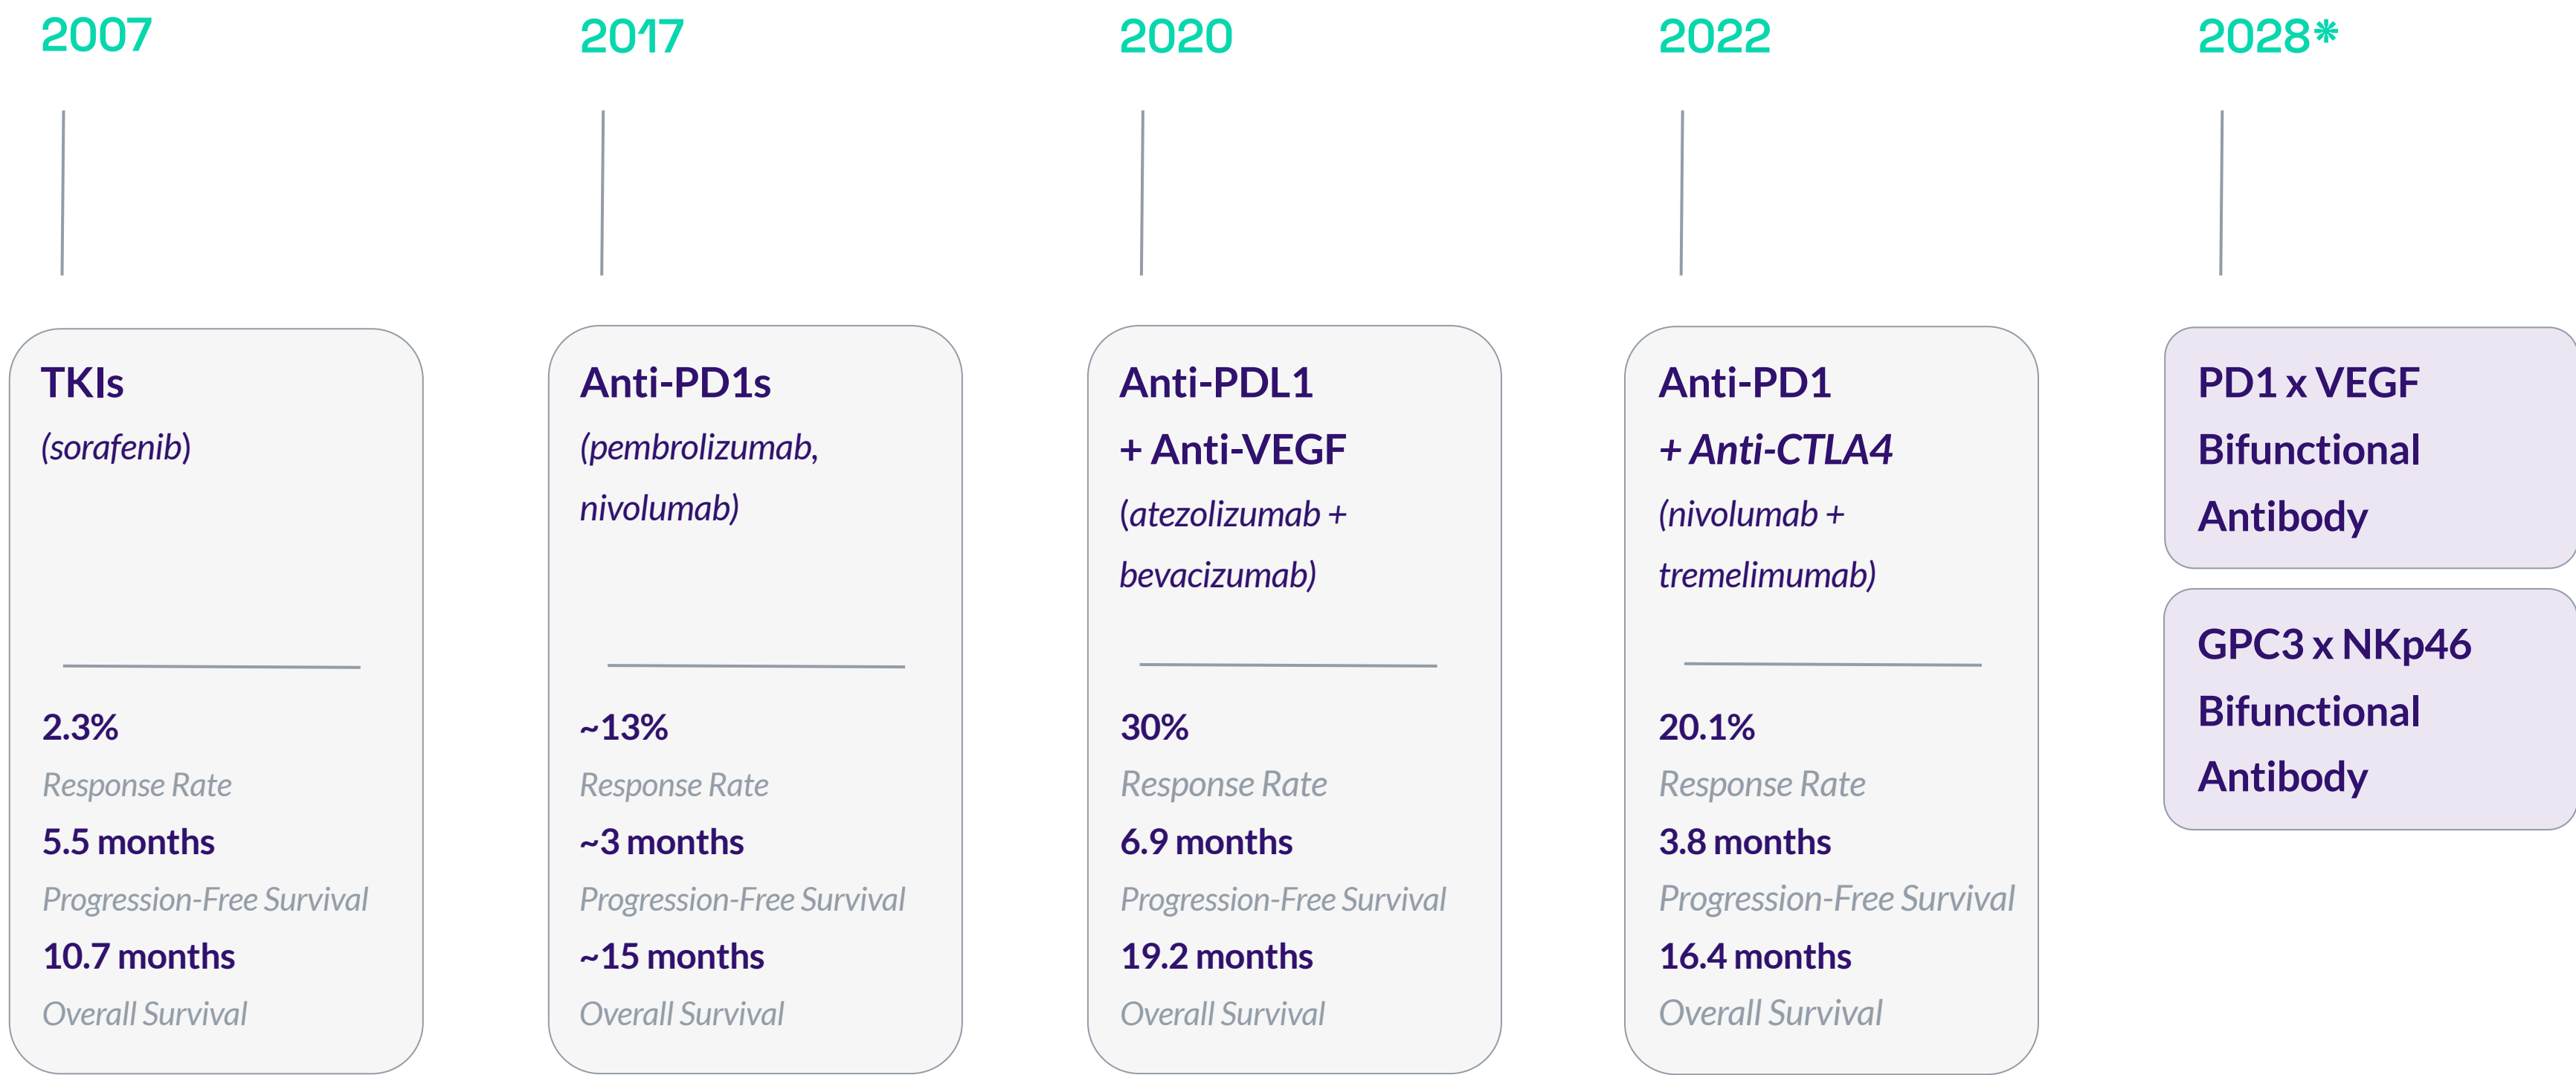 2007
TKIs
(sorafenib)
2.3%
Response Rate
5.5 months
Progression-Free Survival
10.7 months
Overall Survival
2017
Anti-PD1s
(pembrolizumab,
nivolumab)
~13%
Response Rate
~3 months
Progression-Free Survival
~15 months
Overall Survival
2020
Anti-PDL1
+ Anti-VEGF
(atezolizumab +
bevacizumab)
30%
Response Rate
6.9 months
Progression-Free Survival
19.2 months
Overall Survival
2022
Anti-PD1
+ Anti-CTLA4
(nivolumab +
tremelimumab)
20.1%
Response Rate
3.8 months
Progression-Free Survival
16.4 months
Overall Survival
2028*
PD1 x VEGF
Bifunctional
Antibody
GPC3 x NKp46
Bifunctional
Antibody